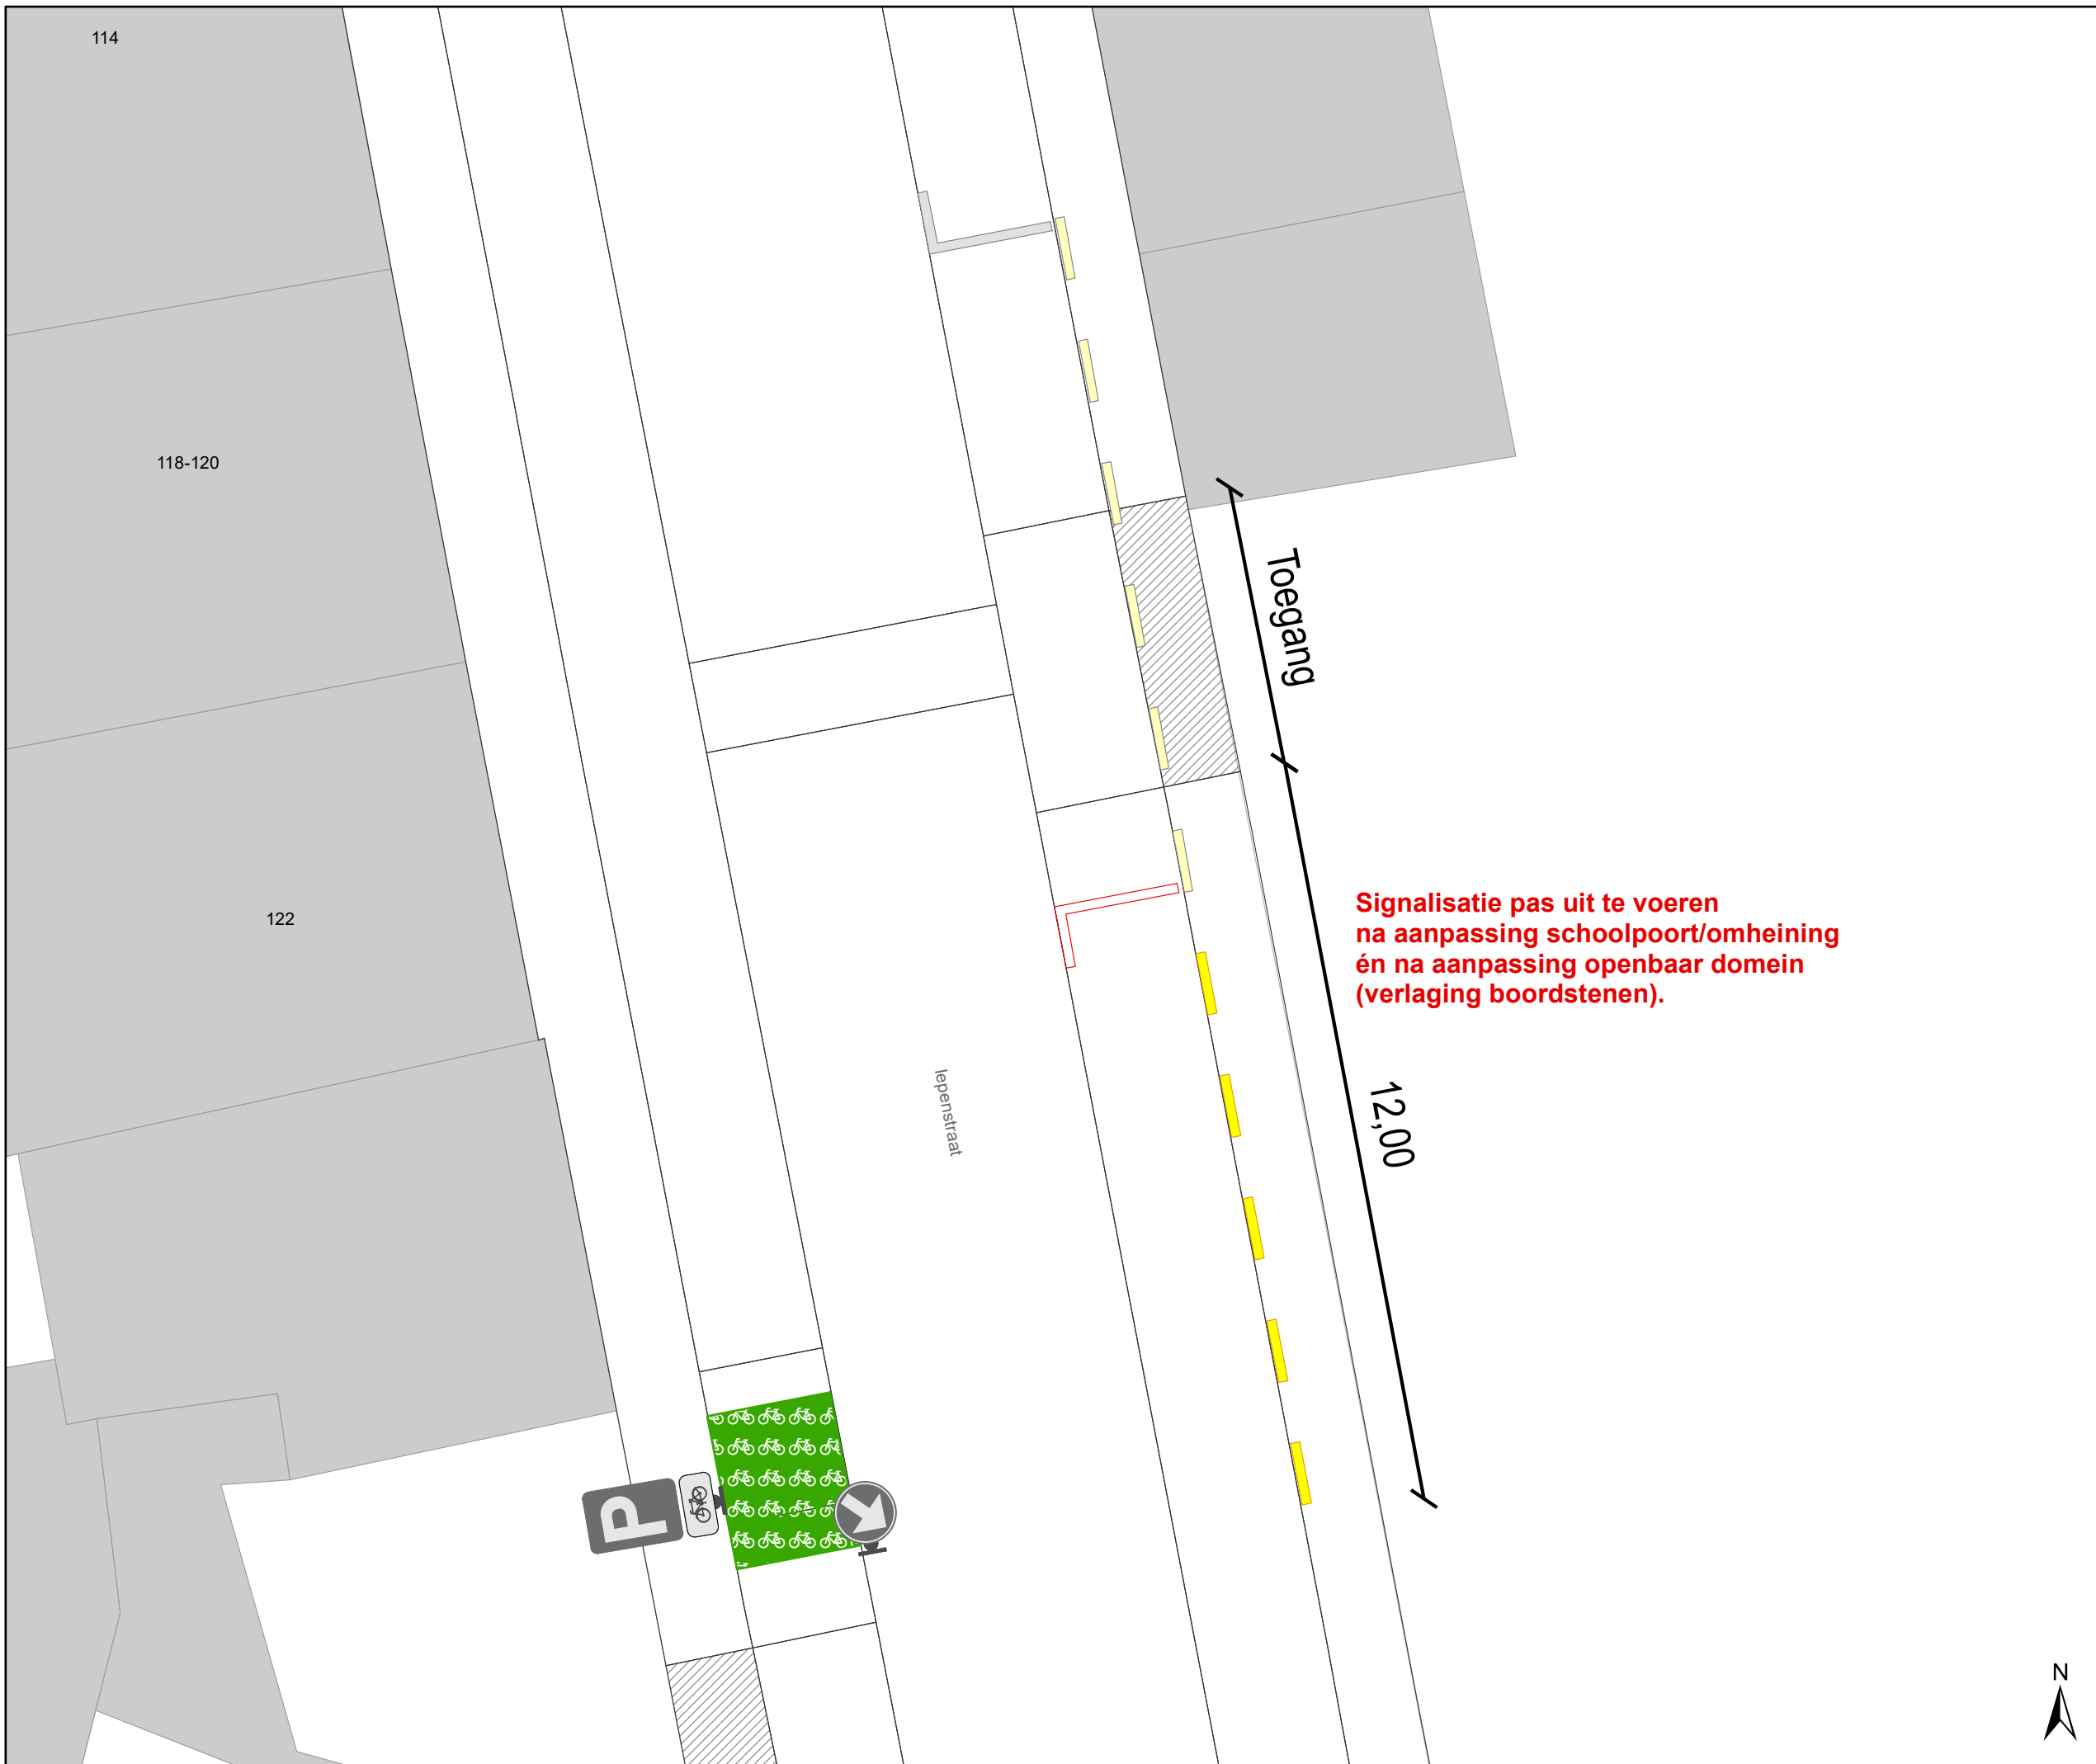 114
118-120
Toegang
Signalisatie pas uit te voeren
na aanpassing schoolpoort/omheining
én na aanpassing openbaar domein
(verlaging boordstenen).
122
Iepenstraat
12,00
P
N